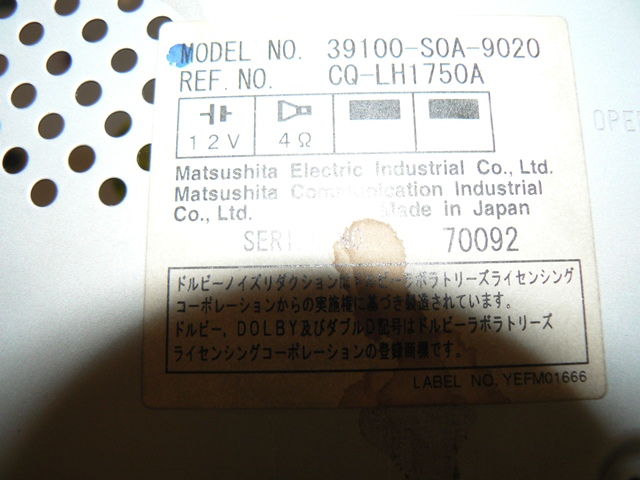 MODEL NO. 39100-S0A-9020
REF. NO. CQ-LH1750A
12V 4Ω
Matsushita Electric Industrial Co., Ltd.
Matsushita Communication Industrial
Co., Ltd. Made in Japan
70092
ドルビーノイズリダクションはドルビーラボラトリーズライセンシング
コーポレーションからの実施権に基づき製造されています。
ドルビー、DOLBY及びダブルD記号はドルビーラボラトリーズ
ライセンシングコーポレーションの登録商標です。
LABEL NO. YEFM01666